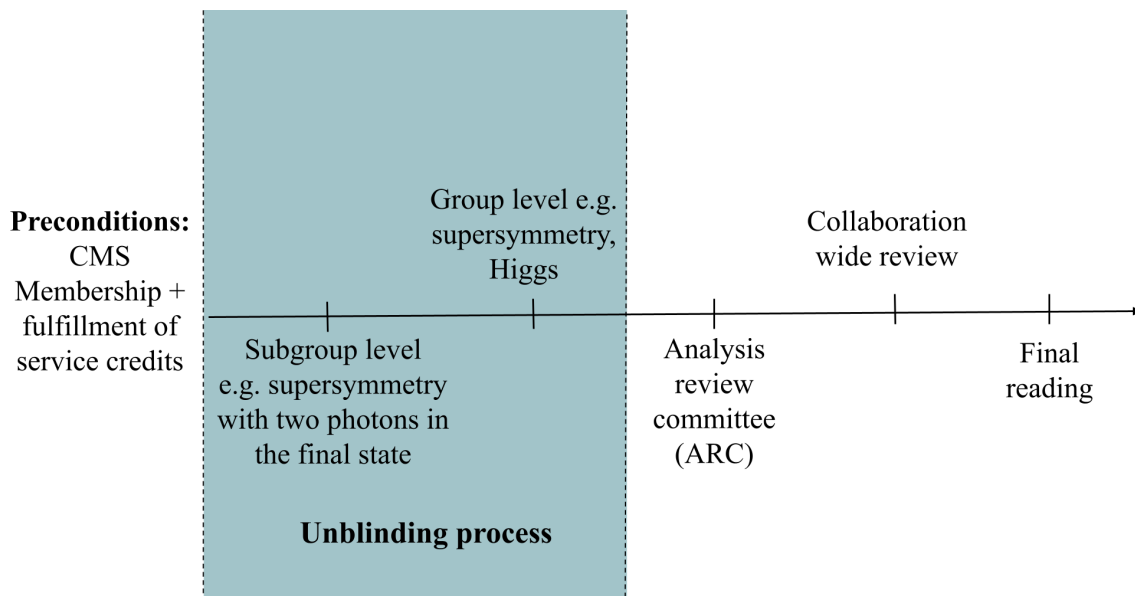 Preconditions:
CMS
Membership +
fulfillment of
service credits
Subgroup level
e.g. supersymmetry
with two photons in
the final state
Group level e.g.
supersymmetry,
Higgs
Unblinding process
Analysis
review
committee
(ARC)
Collaboration
wide review
Final
reading